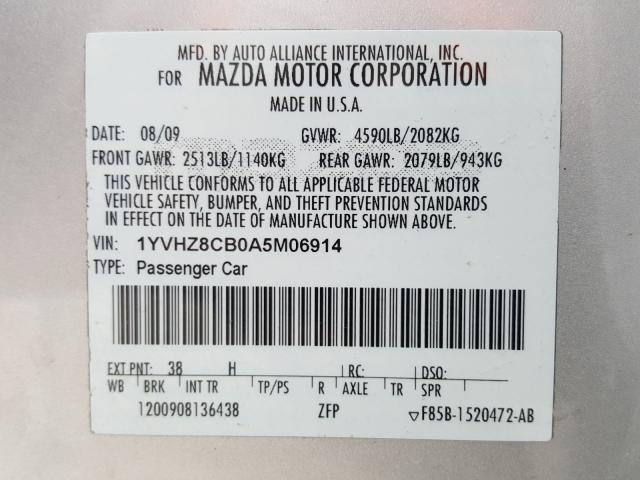 MFD. BY AUTO ALLIANCE INTERNATIONAL, INC.
FOR MAZDA MOTOR CORPORATION
MADE IN U.S.A.
DATE: 08/09 GVWR: 4590LB/2082KG
FRONT GAWR: 2513LB/1140KG REAR GAWR: 2079LB/943KG
THIS VEHICLE CONFORMS TO ALL APPLICABLE FEDERAL MOTOR
VEHICLE SAFETY, BUMPER, AND THEFT PREVENTION STANDARDS
IN EFFECT ON THE DATE OF MANUFACTURE SHOWN ABOVE.
VIN: 1YVHZ8CB0A5M06914
TYPE: Passenger Car
EXT PNT: 38 H RC: DSO:
WB BRK INT TR TP/PS R AXLE TR SPR
1200908136438 ZFP ▽F85B-1520472-AB